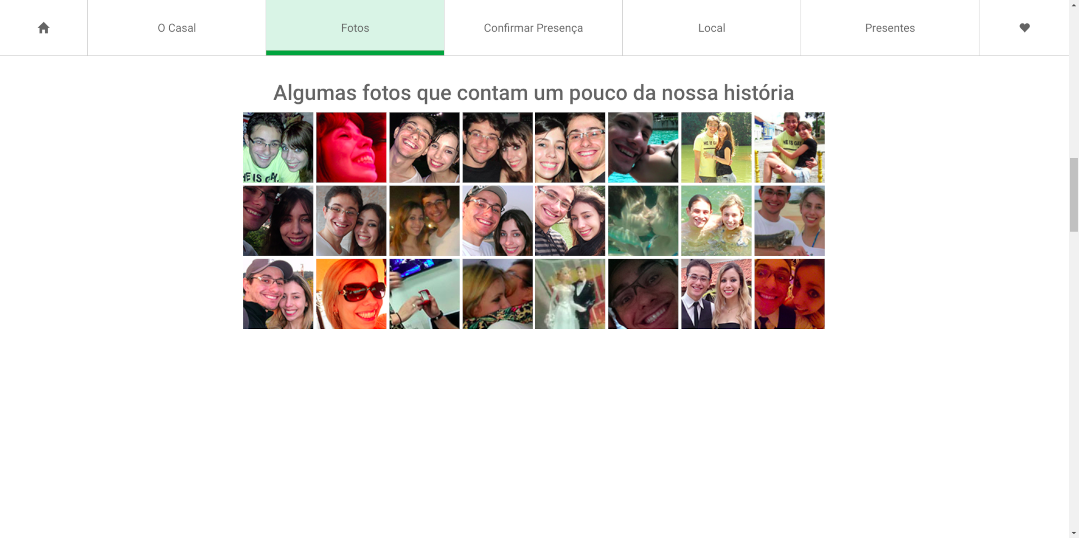 O Casal
Fotos
Confirmar Presença
Local
Presentes
Algumas fotos que contam um pouco da nossa história